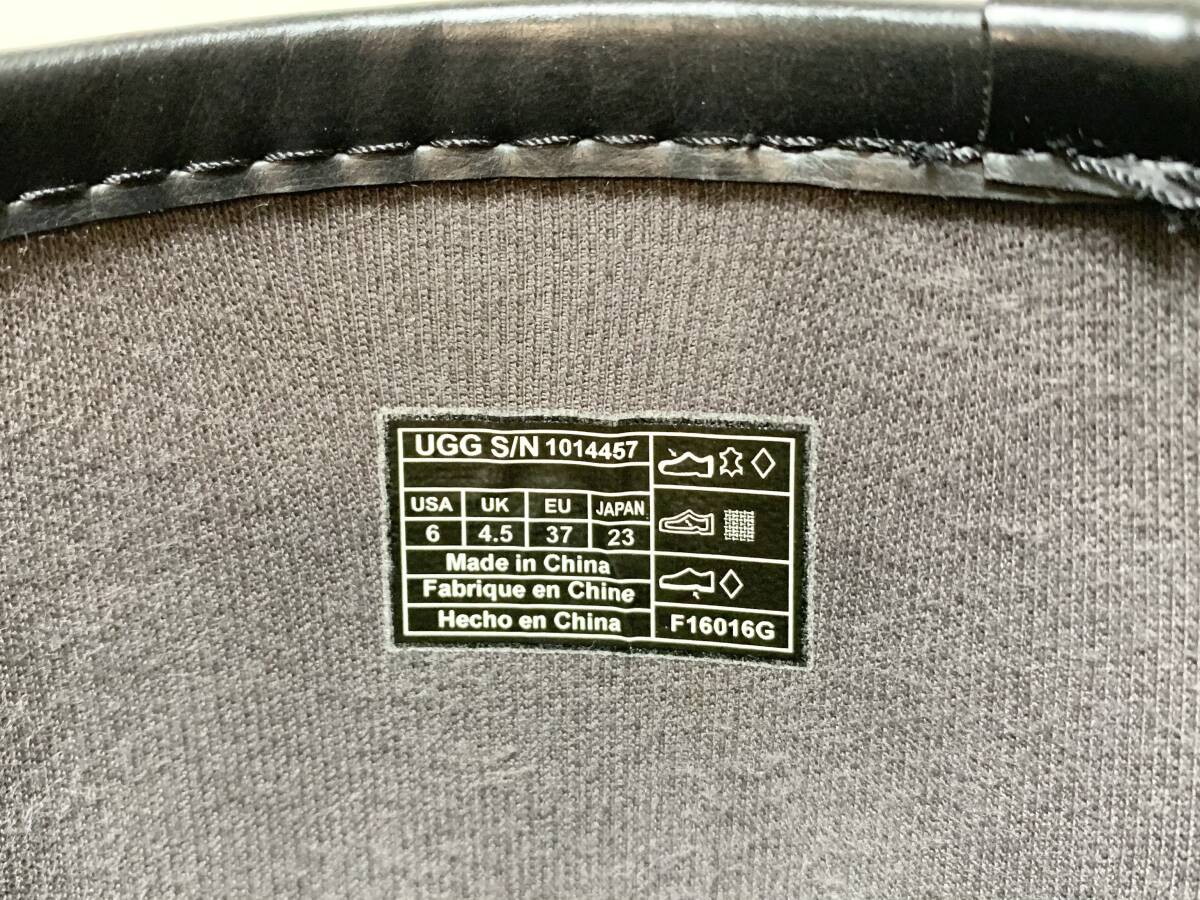 UGG S/N 1014457
USA UK EU JAPAN
6 4.5 37 23
Made in China
Fabrique en Chine
Hecho en China
F16016G